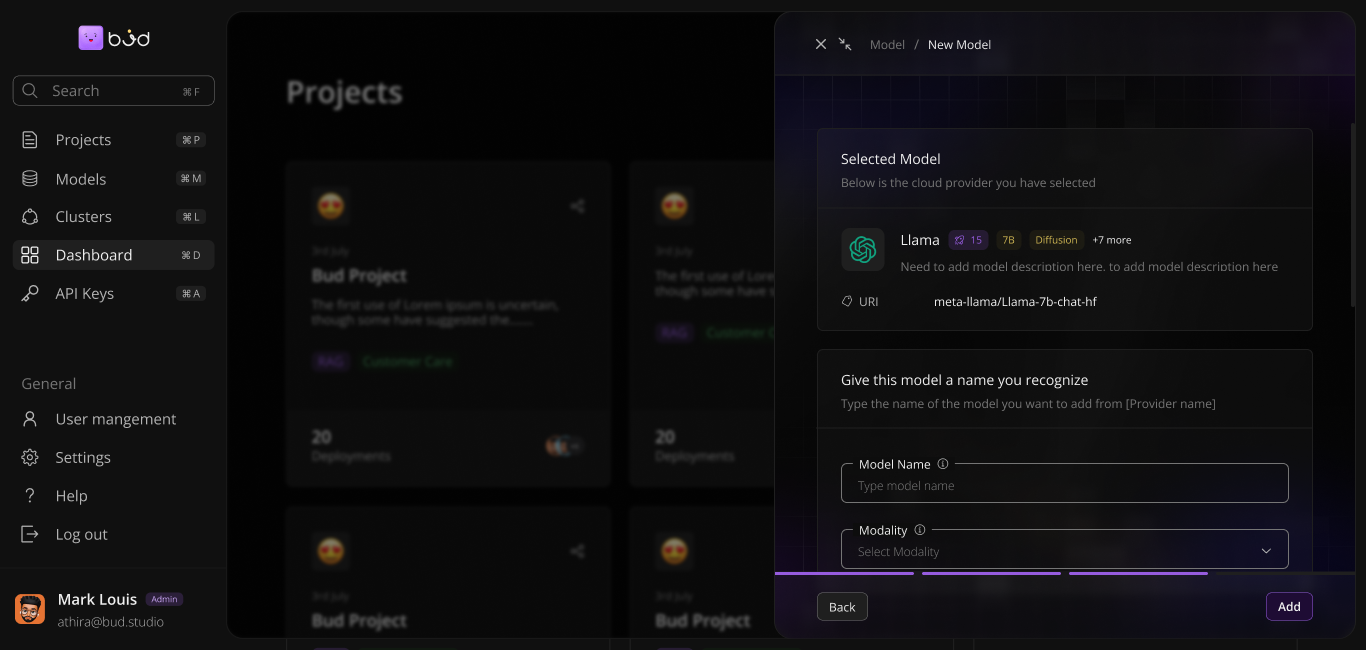 bud
Search ⌘ F
Projects ⌘ P
Models ⌘ M
Clusters ⌘ L
Dashboard ⌘ D
API Keys ⌘ A
General
User mangement
Settings
Help
Log out
Mark Louis Admin
athira@bud.studio
Projects
3rd July
Bud Project
The first use of Lorem ipsum is uncertain,
though some have suggested the.......
RAG Customer Care
20
Deployments
3rd July
Bud Project
The first use of Lore
though some have s
RAG Customer C
20
Deployments
3rd July
Bud Project
3rd July
Bud Project
Model / New Model
Selected Model
Below is the cloud provider you have selected
Llama 15 7B Diffusion +7 more
Need to add model description here. to add model description here
URI meta-llama/Llama-7b-chat-hf
Give this model a name you recognize
Type the name of the model you want to add from [Provider name]
Model Name
Type model name
Modality
Select Modality
Back Add